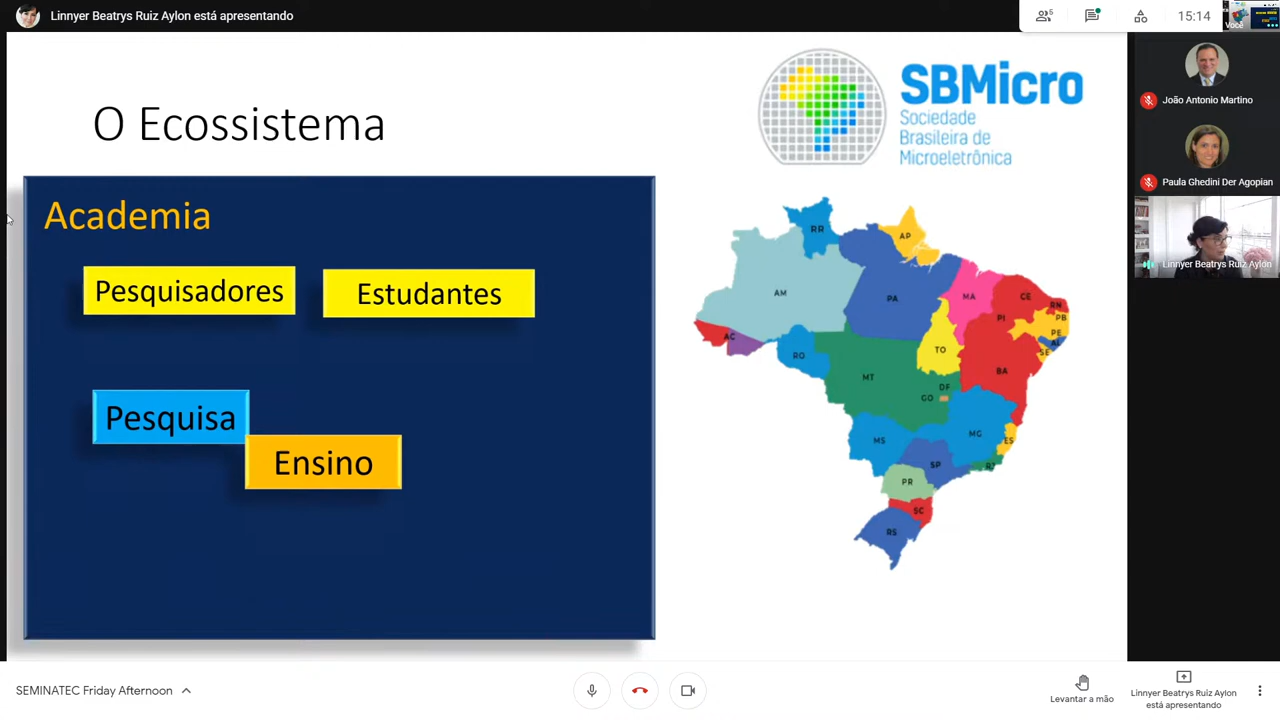 Linnyer Beatrys Ruiz Aylon está apresentando
5
15:14
Você
O Ecossistema
SBMicro
Sociedade
Brasileira de
Microeletrônica
João Antonio Martino
Paula Ghedini Der Agopian
Linnyer Beatrys Ruiz Aylon
Academia
Pesquisadores
Estudantes
Pesquisa
Ensino
RR
AP
AM
PA
MA
CE
RN
PI
PB
PE
AL
SE
AC
RO
TO
BA
MT
DF
GO
MS
MG
ES
SP
RJ
PR
SC
RS
SEMINATEC Friday Afternoon
Levantar a mão
Linnyer Beatrys Ruiz Aylon
está apresentando